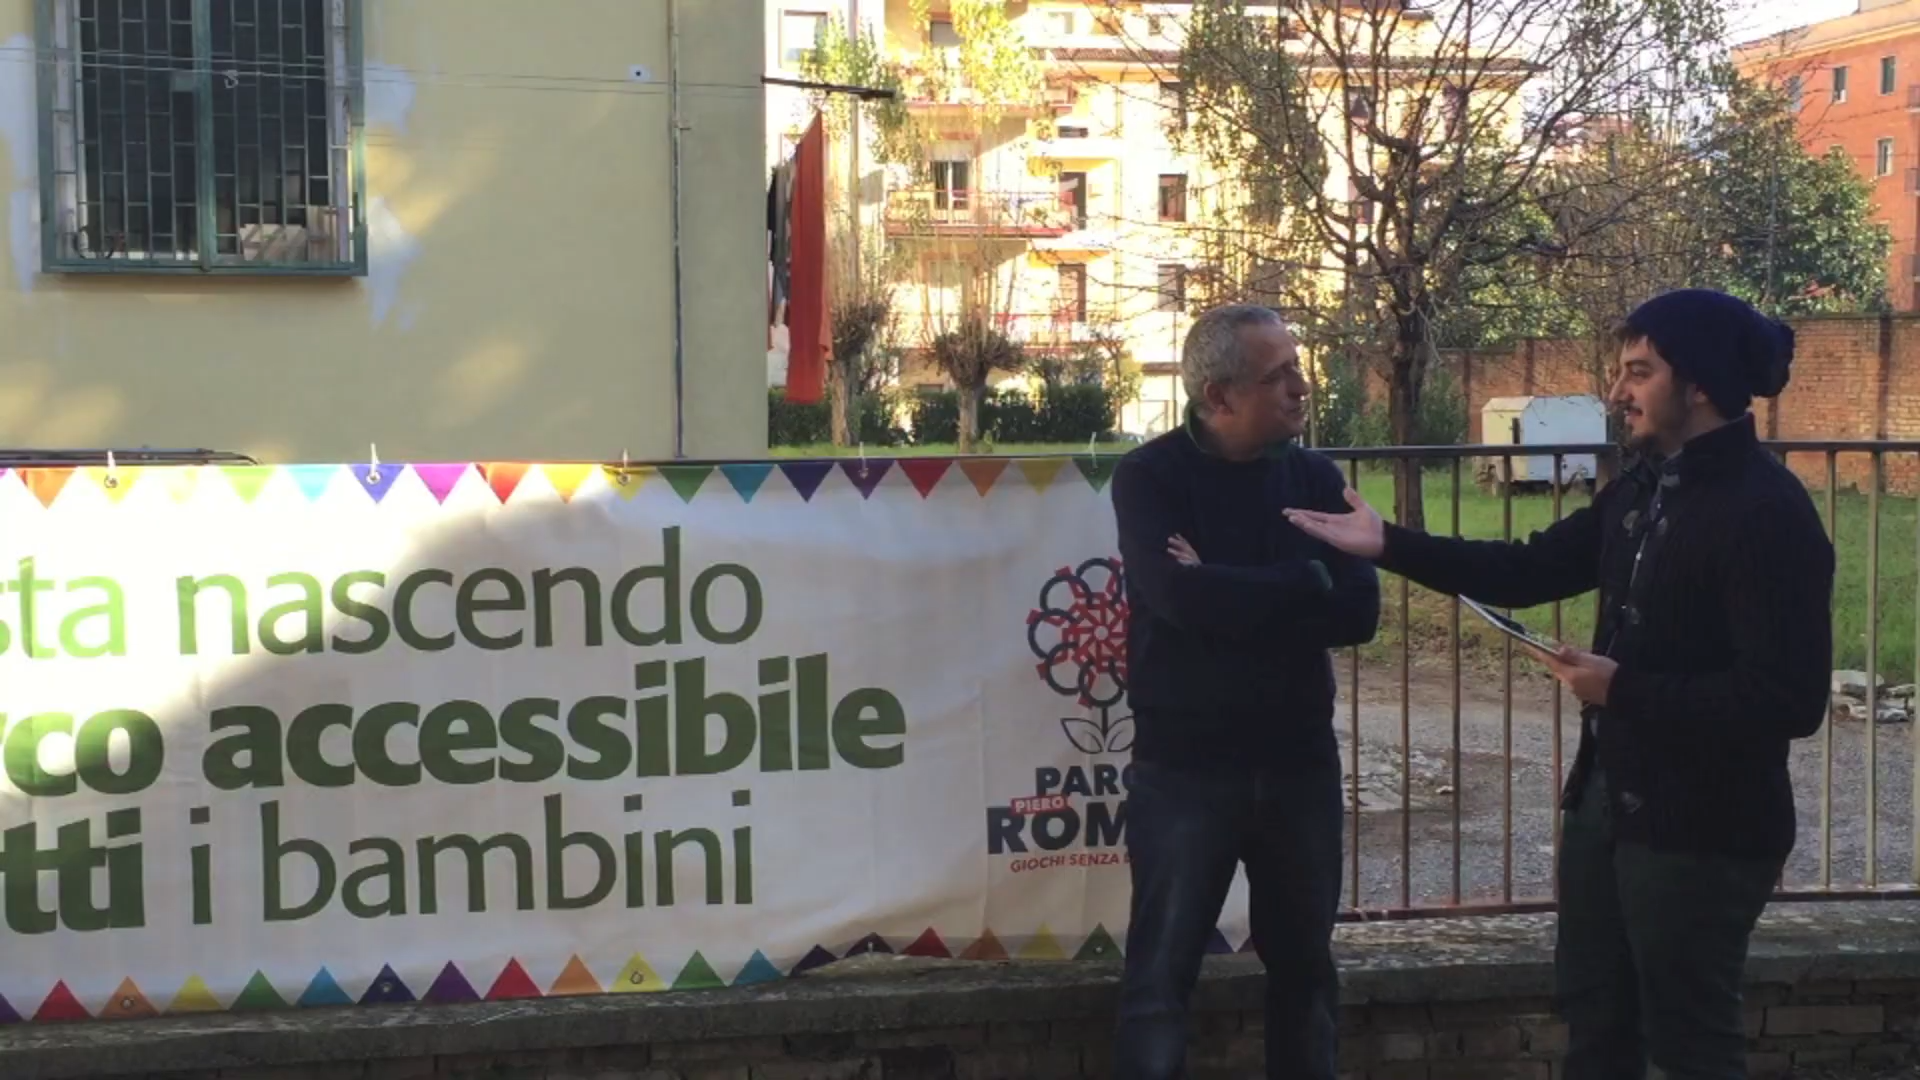 sta nascendo
rco accessibile
tti i bambini
PARC
PIERO
ROM
GIOCHI SENZA